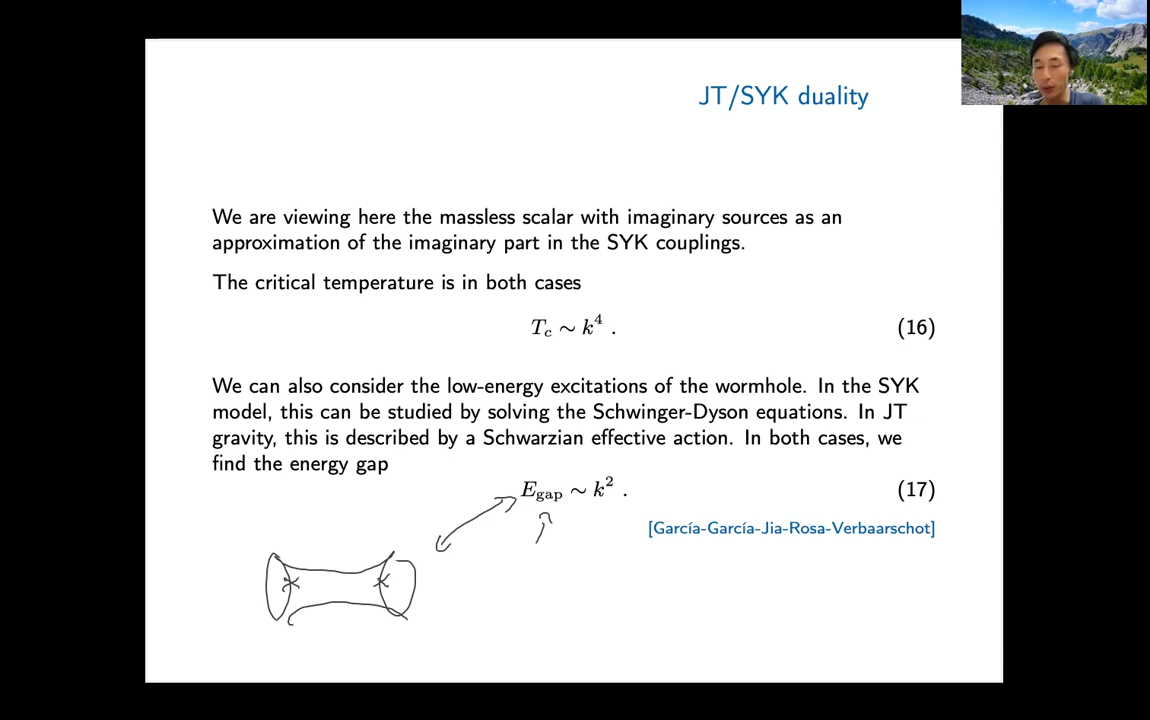 JT/SYK duality
We are viewing here the massless scalar with imaginary sources as an
approximation of the imaginary part in the SYK couplings.
The critical temperature is in both cases
T_c ∼ k^4 . (16)
We can also consider the low-energy excitations of the wormhole. In the SYK
model, this can be studied by solving the Schwinger-Dyson equations. In JT
gravity, this is described by a Schwarzian effective action. In both cases, we
find the energy gap
E_gap ∼ k^2 . (17)
[García-García-Jia-Rosa-Verbaarschot]